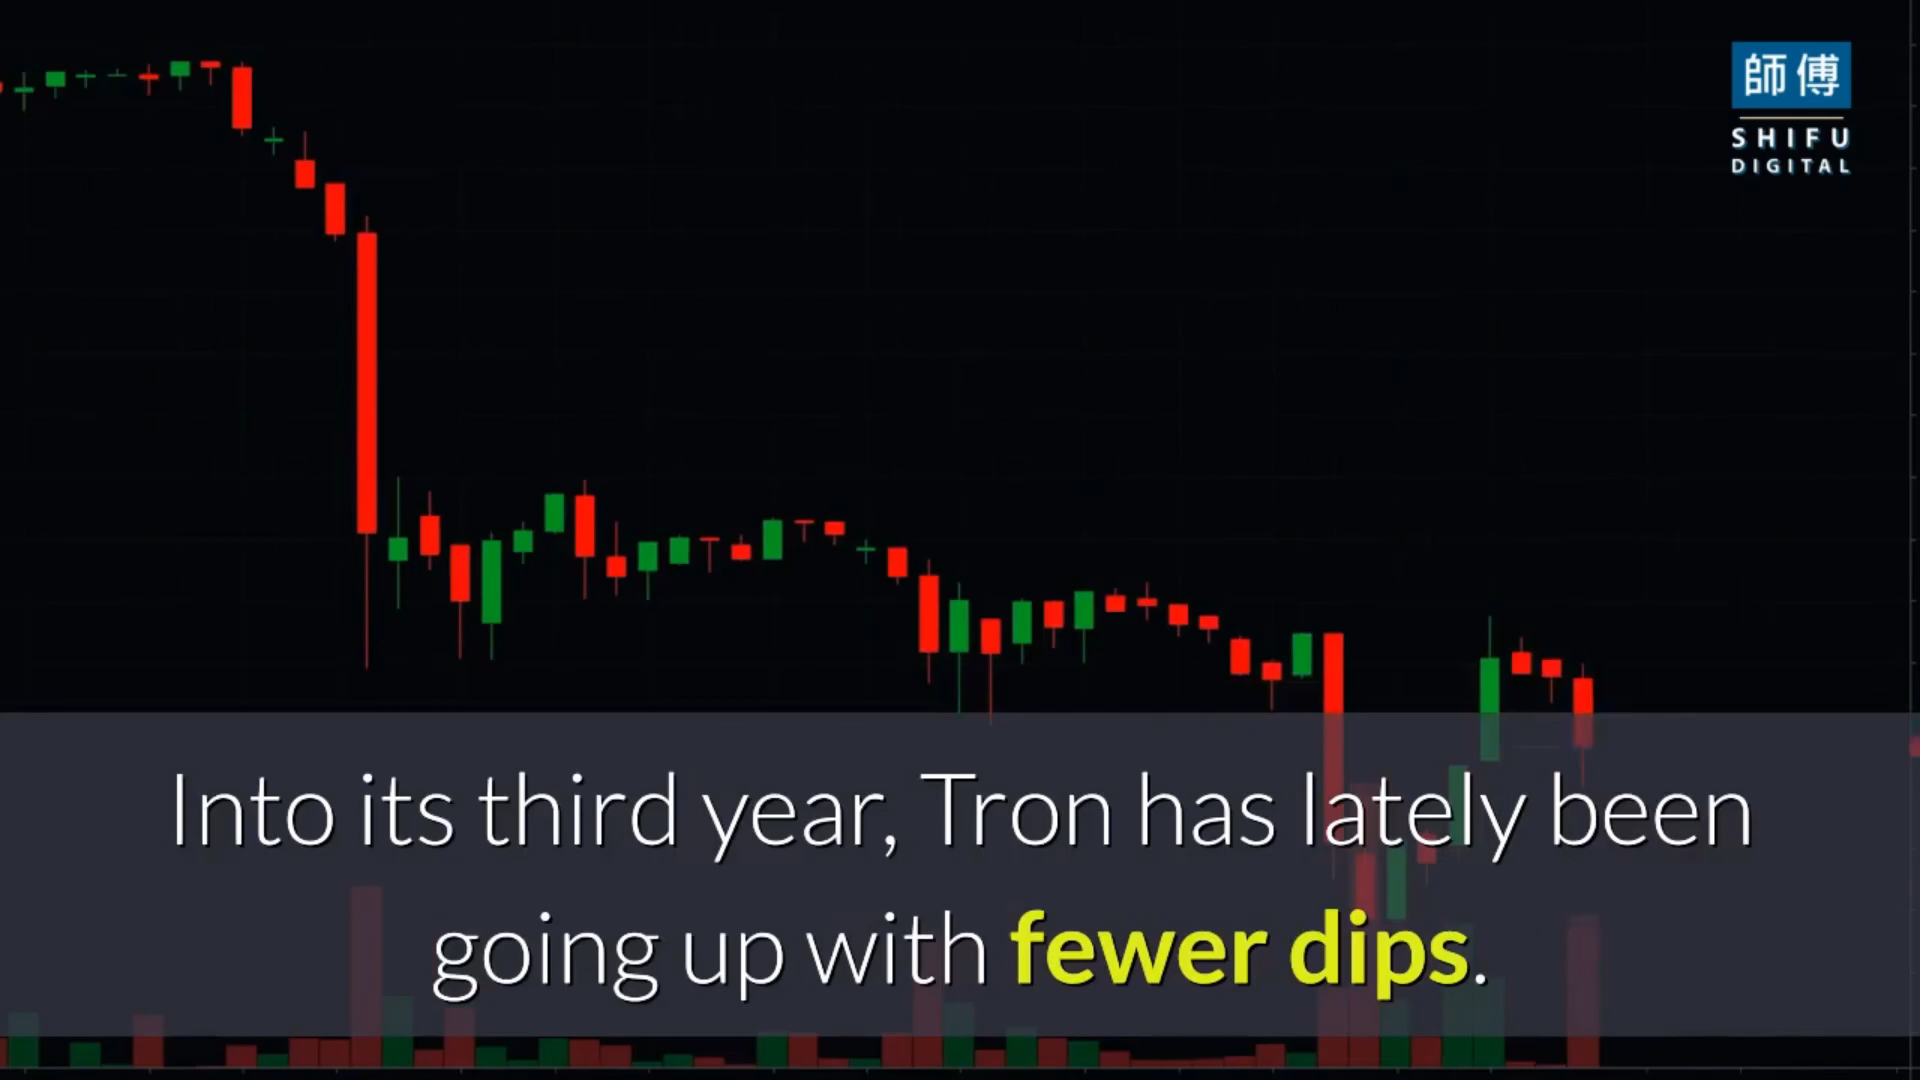 師傅
SHIFU
DIGITAL
Into its third year, Tron has lately been
going up with fewer dips.